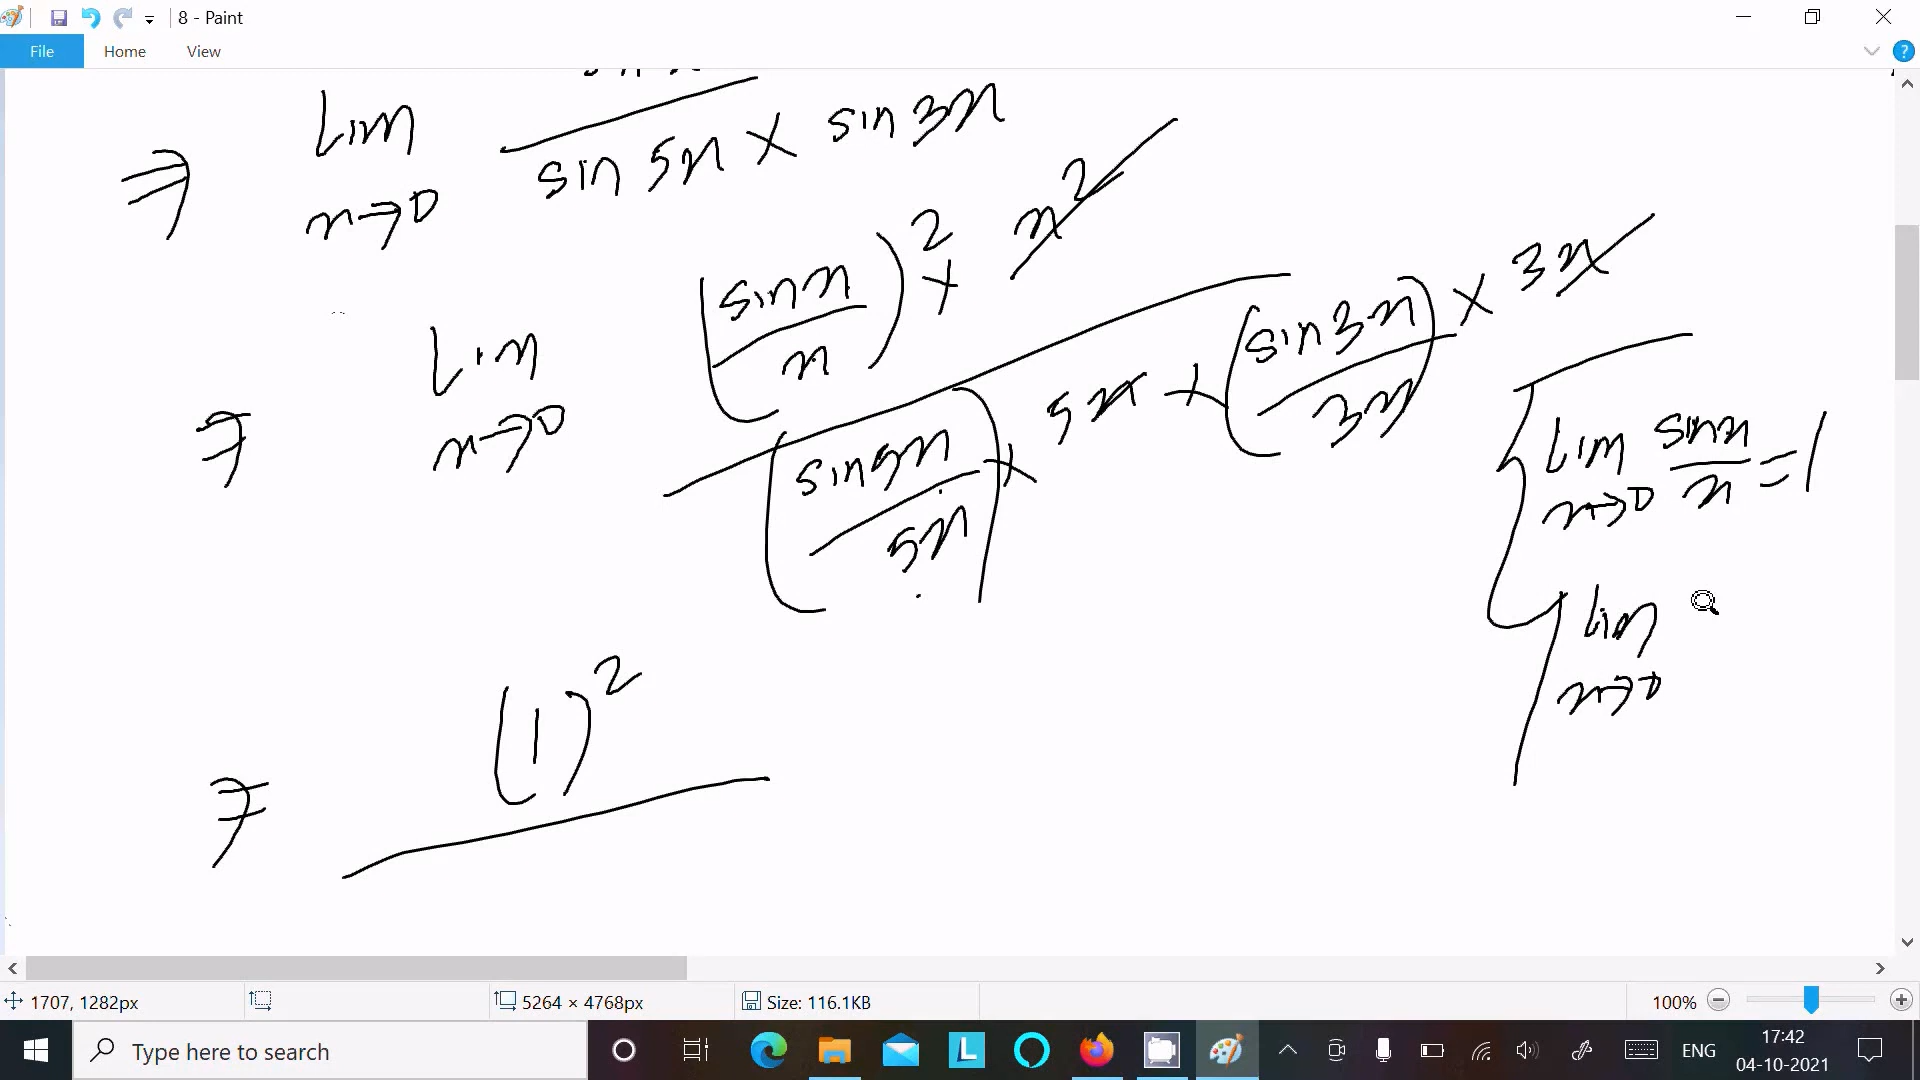 8 - Paint
File Home View
⇒ Lim x→0 / sin 5x × sin 3x
⇒ Lim x→0 (sin x / x)² × x² / (sin 5x / 5x) × 5x × (sin 3x / 3x) × 3x
Lim x→0 sin x / x = 1
Lim x→0
⇒ (1)²
1707, 1282px 5264 × 4768px Size: 116.1KB 100%
Type here to search L ENG 17:42
04-10-2021